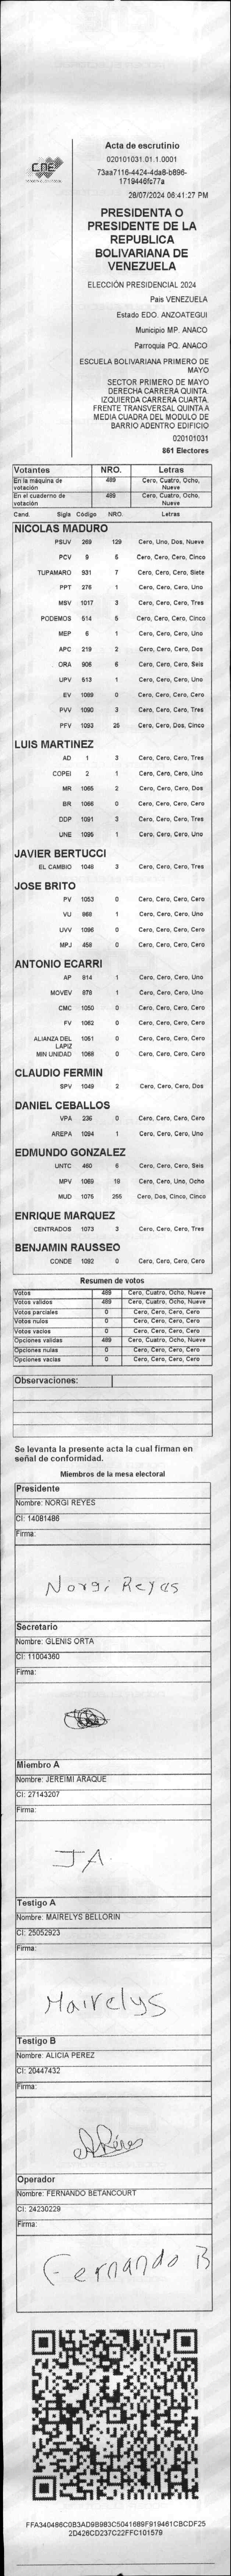 Acta de escrutinio
020101031.01.1.0001
73aa7116-4424-4da8-b896-
1719446fc77a
28/07/2024 06:41:27 PM
CNE
PRESIDENTA O
PRESIDENTE DE LA
REPUBLICA
BOLIVARIANA DE
VENEZUELA
ELECCIÓN PRESIDENCIAL 2024
Pais VENEZUELA
Estado EDO. ANZOATEGUI
Municipio MP. ANACO
Parroquia PQ. ANACO
ESCUELA BOLIVARIANA PRIMERO DE
MAYO
SECTOR PRIMERO DE MAYO
DERECHA CARRERA QUINTA.
IZQUIERDA CARRERA CUARTA.
FRENTE TRANSVERSAL QUINTA A
MEDIA CUADRA DEL MODULO DE
BARRIO ADENTRO EDIFICIO
020101031
861 Electores
Votantes NRO. Letras
En la máquina de votación 489 Cero, Cuatro, Ocho, Nueve
En el cuaderno de votación 489 Cero, Cuatro, Ocho, Nueve
Cand. Sigla Código NRO. Letras
NICOLAS MADURO
PSUV 269 129 Cero, Uno, Dos, Nueve
PCV 9 5 Cero, Cero, Cero, Cinco
TUPAMARO 931 7 Cero, Cero, Cero, Siete
PPT 276 1 Cero, Cero, Cero, Uno
MSV 1017 3 Cero, Cero, Cero, Tres
PODEMOS 514 5 Cero, Cero, Cero, Cinco
MEP 6 1 Cero, Cero, Cero, Uno
APC 219 2 Cero, Cero, Cero, Dos
ORA 906 6 Cero, Cero, Cero, Seis
UPV 513 1 Cero, Cero, Cero, Uno
EV 1089 0 Cero, Cero, Cero, Cero
PVV 1090 3 Cero, Cero, Cero, Tres
PFV 1093 25 Cero, Cero, Dos, Cinco
LUIS MARTINEZ
AD 1 3 Cero, Cero, Cero, Tres
COPEI 2 1 Cero, Cero, Cero, Uno
MR 1065 2 Cero, Cero, Cero, Dos
BR 1066 0 Cero, Cero, Cero, Cero
DDP 1091 3 Cero, Cero, Cero, Tres
UNE 1095 1 Cero, Cero, Cero, Uno
JAVIER BERTUCCI
EL CAMBIO 1048 3 Cero, Cero, Cero, Tres
JOSE BRITO
PV 1053 0 Cero, Cero, Cero, Cero
VU 868 1 Cero, Cero, Cero, Uno
UVV 1096 0 Cero, Cero, Cero, Cero
MPJ 458 0 Cero, Cero, Cero, Cero
ANTONIO ECARRI
AP 814 1 Cero, Cero, Cero, Uno
MOVEV 978 1 Cero, Cero, Cero, Uno
CMC 1050 0 Cero, Cero, Cero, Cero
FV 1062 0 Cero, Cero, Cero, Cero
ALIANZA DEL LAPIZ 1051 0 Cero, Cero, Cero, Cero
MIN UNIDAD 1068 0 Cero, Cero, Cero, Cero
CLAUDIO FERMIN
SPV 1049 2 Cero, Cero, Cero, Dos
DANIEL CEBALLOS
VPA 236 0 Cero, Cero, Cero, Cero
AREPA 1094 1 Cero, Cero, Cero, Uno
EDMUNDO GONZALEZ
UNTC 460 6 Cero, Cero, Cero, Seis
MPV 1069 18 Cero, Cero, Uno, Ocho
MUD 1075 255 Cero, Dos, Cinco, Cinco
ENRIQUE MARQUEZ
CENTRADOS 1073 3 Cero, Cero, Cero, Tres
BENJAMIN RAUSSEO
CONDE 1092 0 Cero, Cero, Cero, Cero
Resumen de votos
Votos 489 Cero, Cuatro, Ocho, Nueve
Votos validos 489 Cero, Cuatro, Ocho, Nueve
Votos parciales 0 Cero, Cero, Cero, Cero
Votos nulos 0 Cero, Cero, Cero, Cero
Votos vacios 0 Cero, Cero, Cero, Cero
Opciones validas 489 Cero, Cuatro, Ocho, Nueve
Opciones nulas 0 Cero, Cero, Cero, Cero
Opciones vacias 0 Cero, Cero, Cero, Cero
Observaciones:
Se levanta la presente acta la cual firman en
señal de conformidad.
Miembros de la mesa electoral
Presidente
Nombre: NORGI REYES
CI: 14081486
Firma:
Norgi Reyes
Secretario
Nombre: GLENIS ORTA
CI: 11004360
Firma:
Miembro A
Nombre: JEREIMI ARAQUE
CI: 27143207
Firma:
JA
Testigo A
Nombre: MAIRELYS BELLORIN
CI: 25052923
Firma:
Mairelys
Testigo B
Nombre: ALICIA PEREZ
CI: 20447432
Firma:
APérez
Operador
Nombre: FERNANDO BETANCOURT
CI: 24230229
Firma:
Fernando B
FFA340486C0B3AD9B983C5041689F919461CBCDF25
2D426CD237C22FFC101579